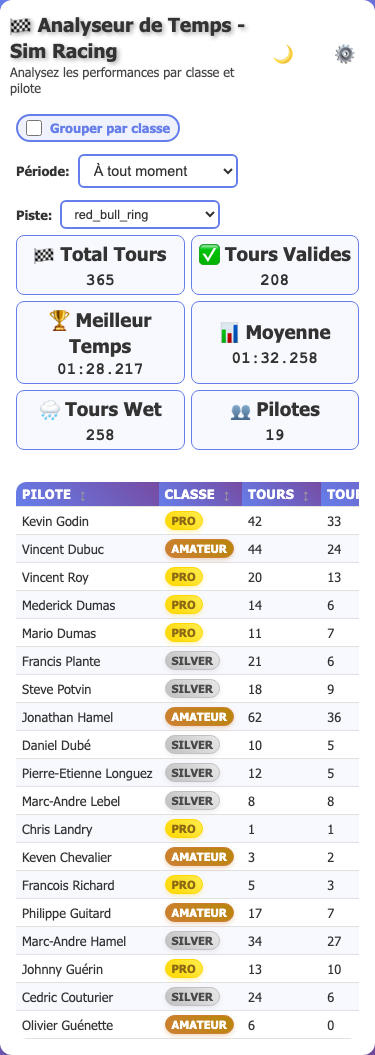 Analyseur de Temps -
Sim Racing
Analysez les performances par classe et
pilote
Grouper par classe
Période: À tout moment
Piste: red_bull_ring
Total Tours
365
Tours Valides
208
Meilleur
Temps
01:28.217
Moyenne
01:32.258
Tours Wet
258
Pilotes
19
PILOTE ↕ CLASSE ↕ TOURS ↕ TOUR
Kevin Godin PRO 42 33
Vincent Dubuc AMATEUR 44 24
Vincent Roy PRO 20 13
Mederick Dumas PRO 14 6
Mario Dumas PRO 11 7
Francis Plante SILVER 21 6
Steve Potvin SILVER 18 9
Jonathan Hamel AMATEUR 62 36
Daniel Dubé SILVER 10 5
Pierre-Etienne Longuez SILVER 12 5
Marc-Andre Lebel SILVER 8 8
Chris Landry PRO 1 1
Keven Chevalier AMATEUR 3 2
Francois Richard PRO 5 3
Philippe Guitard AMATEUR 17 7
Marc-Andre Hamel SILVER 34 27
Johnny Guérin PRO 13 10
Cedric Couturier SILVER 24 6
Olivier Guénette AMATEUR 6 0